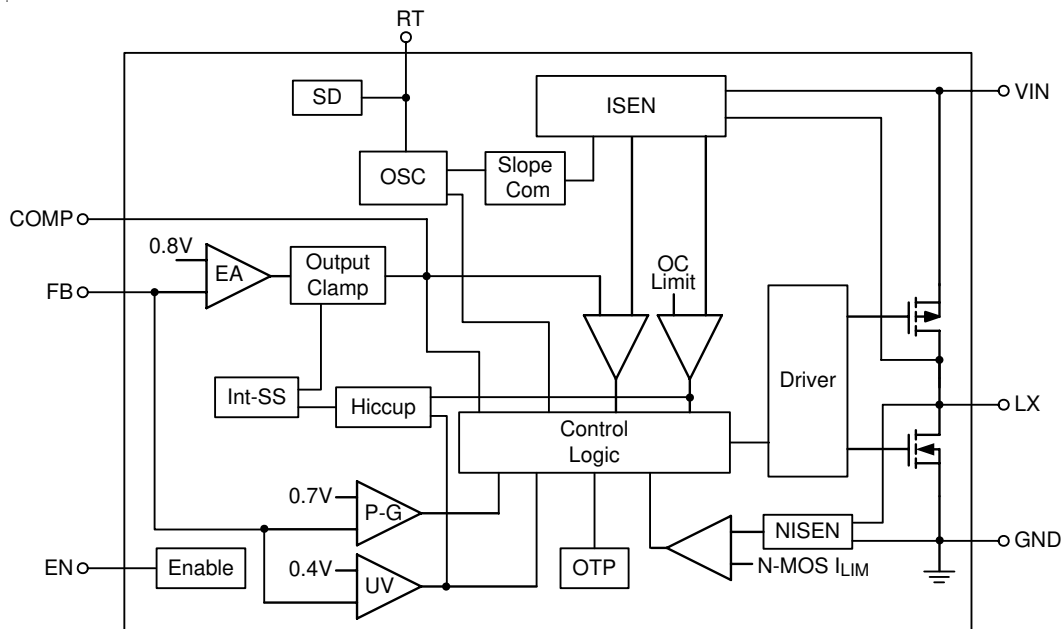 RT
SD
ISEN
VIN
OSC
Slope
Com
COMP
0.8V
EA
Output
Clamp
OC
Limit
FB
Driver
Int-SS
Hiccup
LX
Control
Logic
0.7V
P-G
NISEN
GND
EN
Enable
0.4V
UV
OTP
N-MOS ILIM